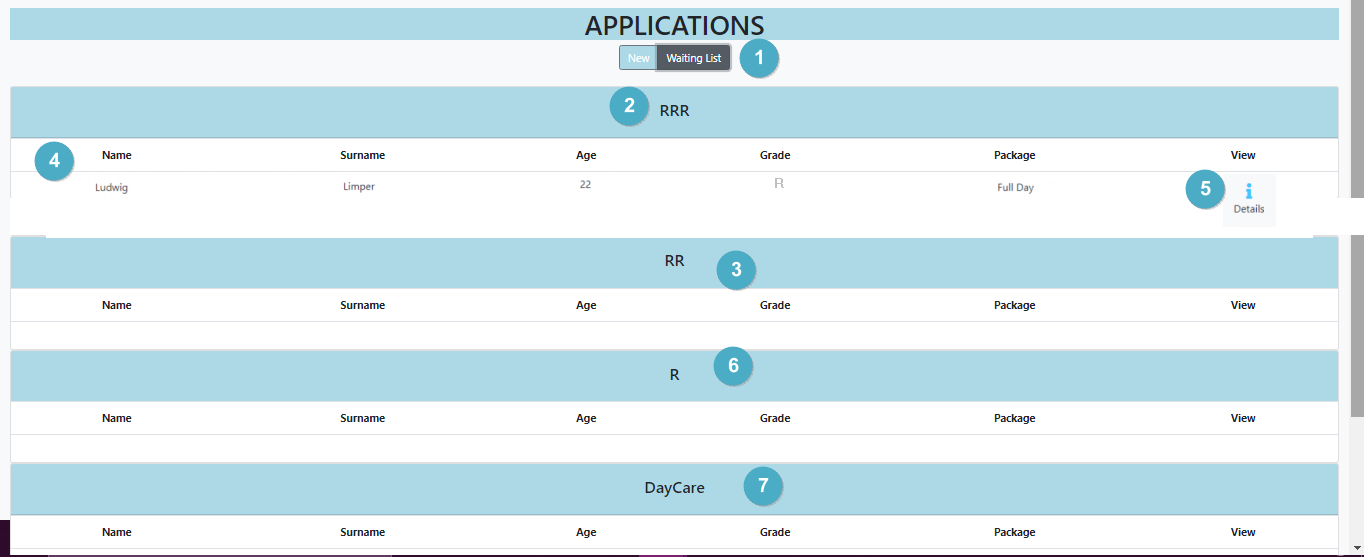 APPLICATIONS
New Waiting List 1
2 RRR
4 Name Surname Age Grade Package View
Ludwig Limper 22 R Full Day 5
Details
RR 3
Name Surname Age Grade Package View
R 6
Name Surname Age Grade Package View
DayCare 7
Name Surname Age Grade Package View